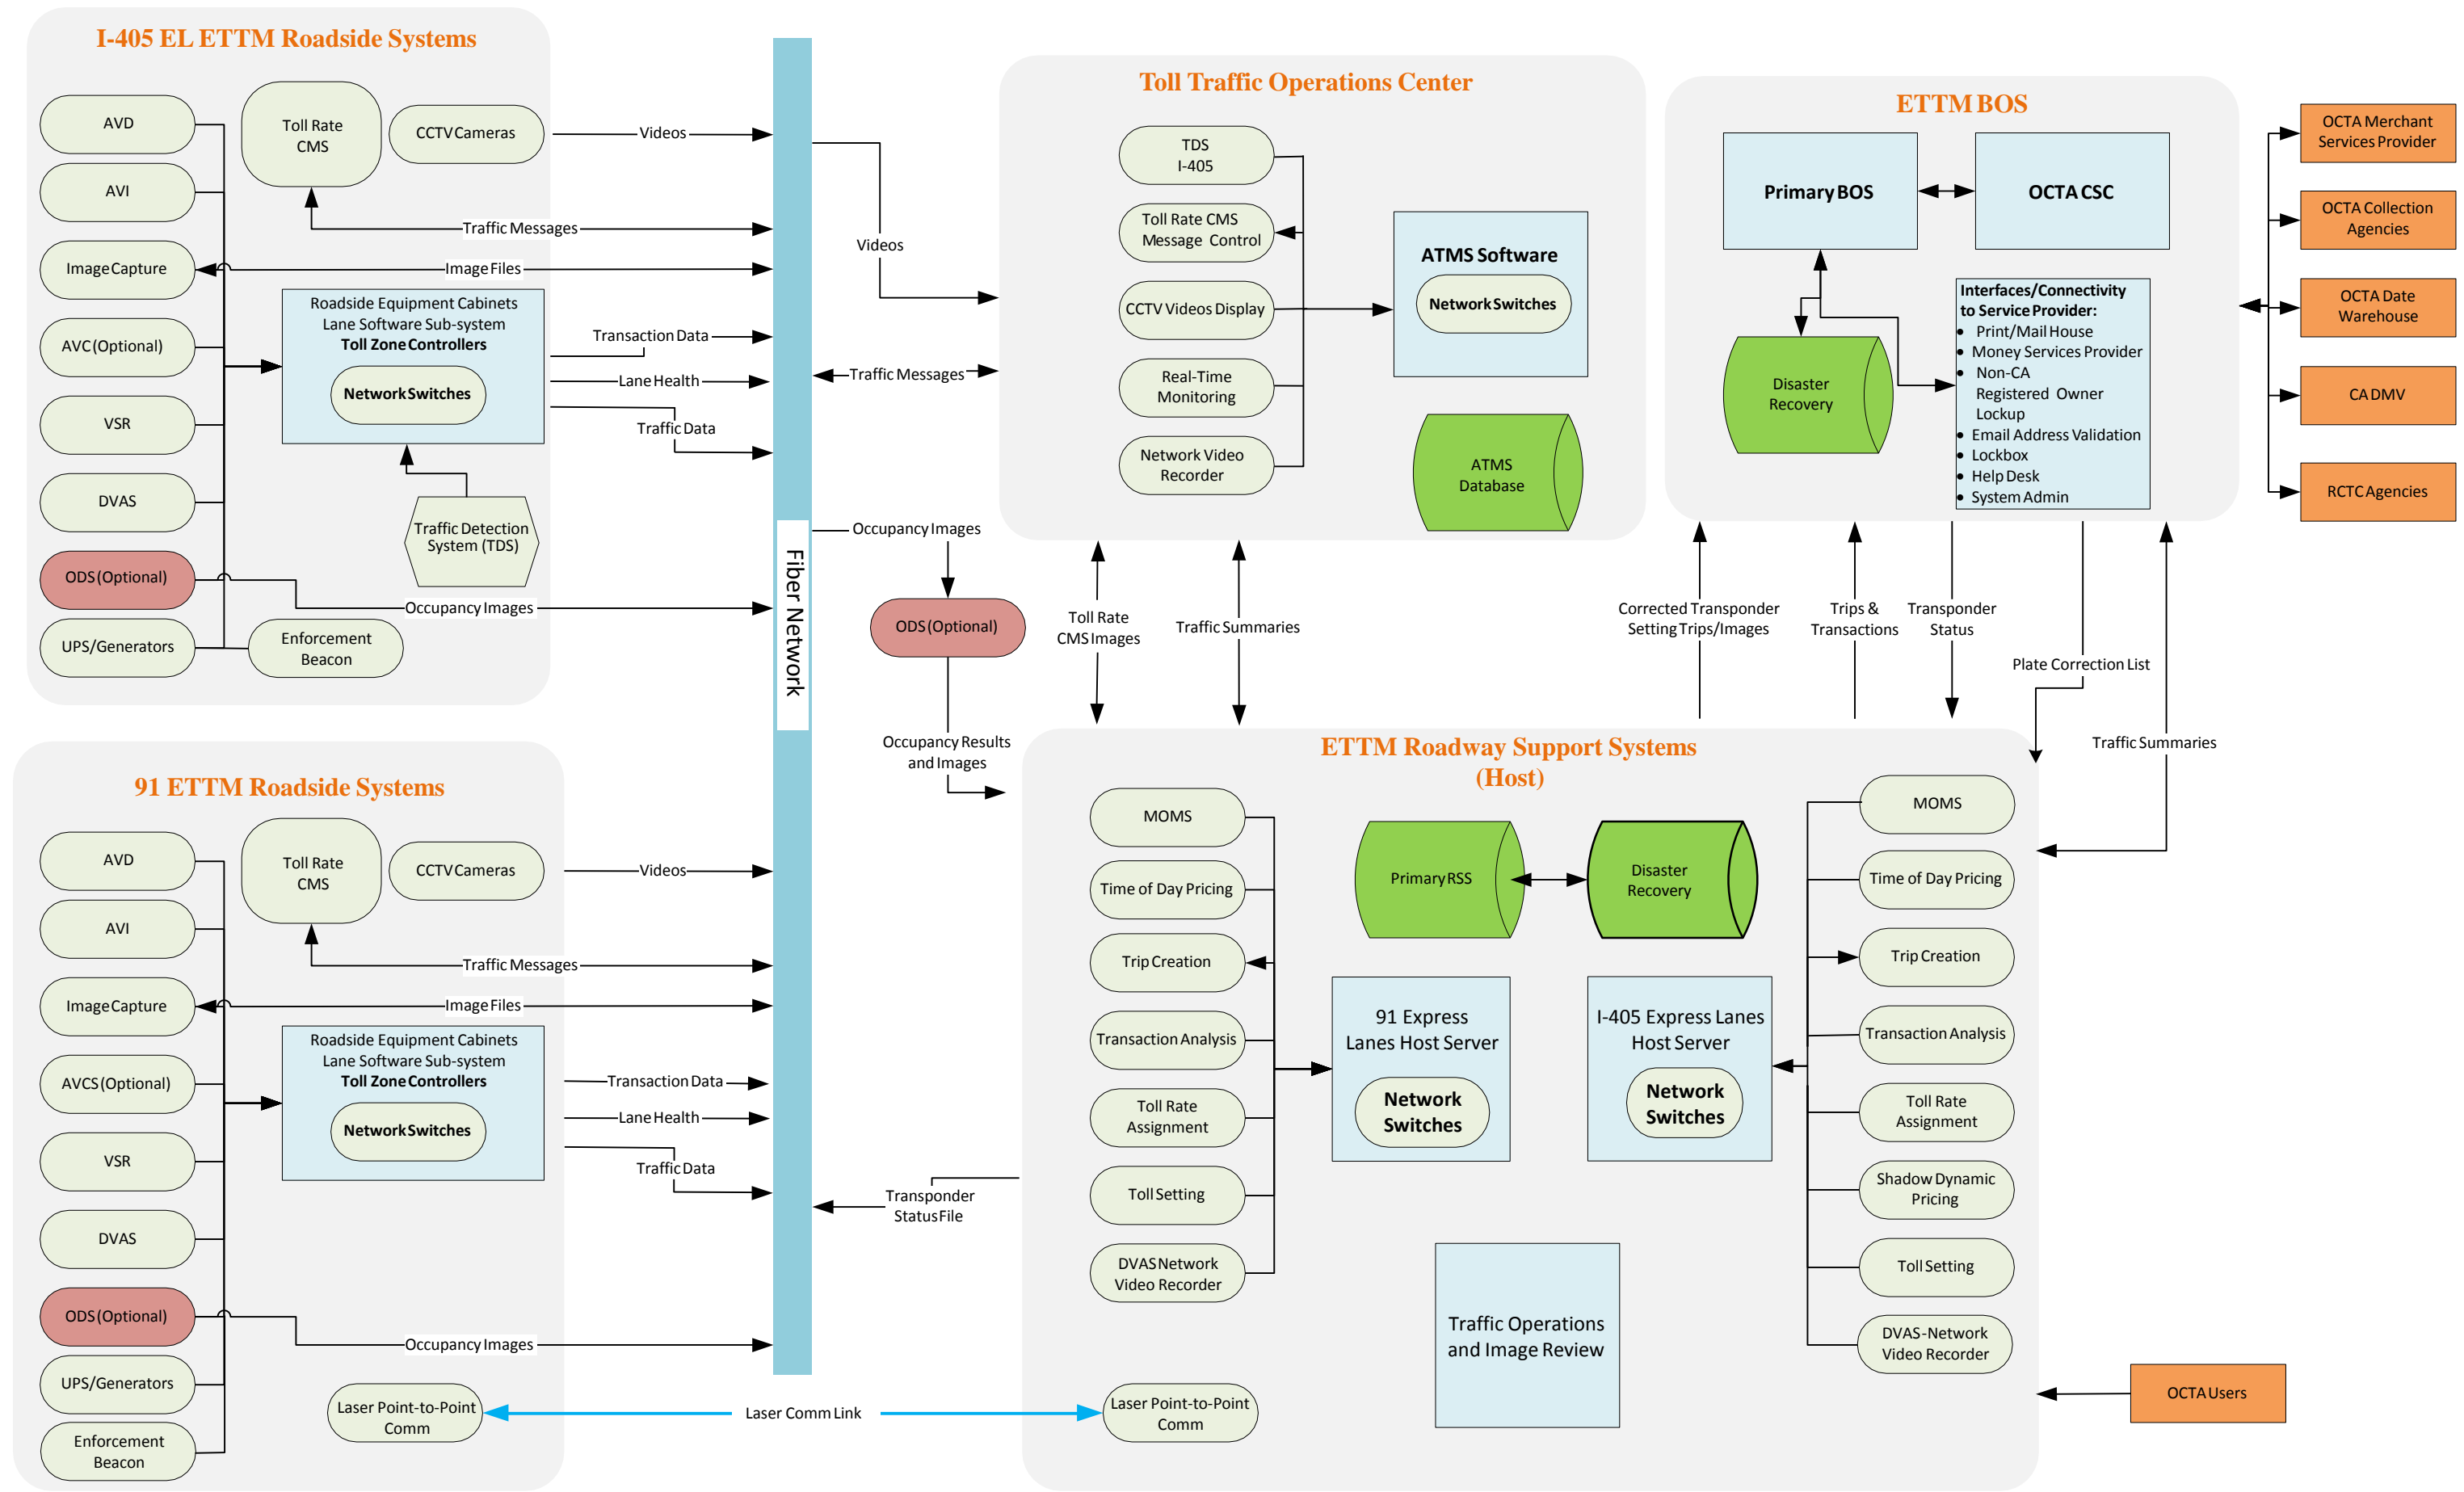 I-405 EL ETTM Roadside Systems
AVD
AVI
Image Capture
AVC (Optional)
VSR
DVAS
ODS (Optional)
UPS/Generators
Enforcement
Beacon
Toll Rate
CMS
CCTV Cameras
Roadside Equipment Cabinets
Lane Software Sub-system
Toll Zone Controllers
Network Switches
Traffic Detection
System (TDS)
Videos
Traffic Messages
Image Files
Transaction Data
Lane Health
Traffic Data
Occupancy Images
91 ETTM Roadside Systems
AVD
AVI
Image Capture
AVCS (Optional)
VSR
DVAS
ODS (Optional)
UPS/Generators
Enforcement
Beacon
Toll Rate
CMS
CCTV Cameras
Roadside Equipment Cabinets
Lane Software Sub-system
Toll Zone Controllers
Network Switches
Laser Point-to-Point
Comm
Videos
Traffic Messages
Image Files
Transaction Data
Lane Health
Traffic Data
Occupancy Images
Laser Comm Link
Fiber Network
Videos
Traffic Messages
Occupancy Images
ODS (Optional)
Occupancy Results
and Images
Transponder
Status File
Toll Traffic Operations Center
TDS
I-405
Toll Rate CMS
Message Control
CCTV Videos Display
Real-Time
Monitoring
Network Video
Recorder
ATMS Software
Network Switches
ATMS
Database
Toll Rate
CMS Images
Traffic Summaries
ETTM BOS
Primary BOS
OCTA CSC
Disaster
Recovery
Interfaces/Connectivity
to Service Provider:
• Print/Mail House
• Money Services Provider
• Non-CA
Registered Owner
Lockup
• Email Address Validation
• Lockbox
• Help Desk
• System Admin
OCTA Merchant
Services Provider
OCTA Collection
Agencies
OCTA Date
Warehouse
CA DMV
RCTC Agencies
Corrected Transponder
Setting Trips/Images
Trips &
Transactions
Transponder
Status
Plate Correction List
Traffic Summaries
ETTM Roadway Support Systems
(Host)
MOMS
Time of Day Pricing
Trip Creation
Transaction Analysis
Toll Rate
Assignment
Toll Setting
DVAS Network
Video Recorder
Laser Point-to-Point
Comm
Primary RSS
Disaster
Recovery
91 Express
Lanes Host Server
Network
Switches
I-405 Express Lanes
Host Server
Network
Switches
Traffic Operations
and Image Review
MOMS
Time of Day Pricing
Trip Creation
Transaction Analysis
Toll Rate
Assignment
Shadow Dynamic
Pricing
Toll Setting
DVAS-Network
Video Recorder
OCTA Users